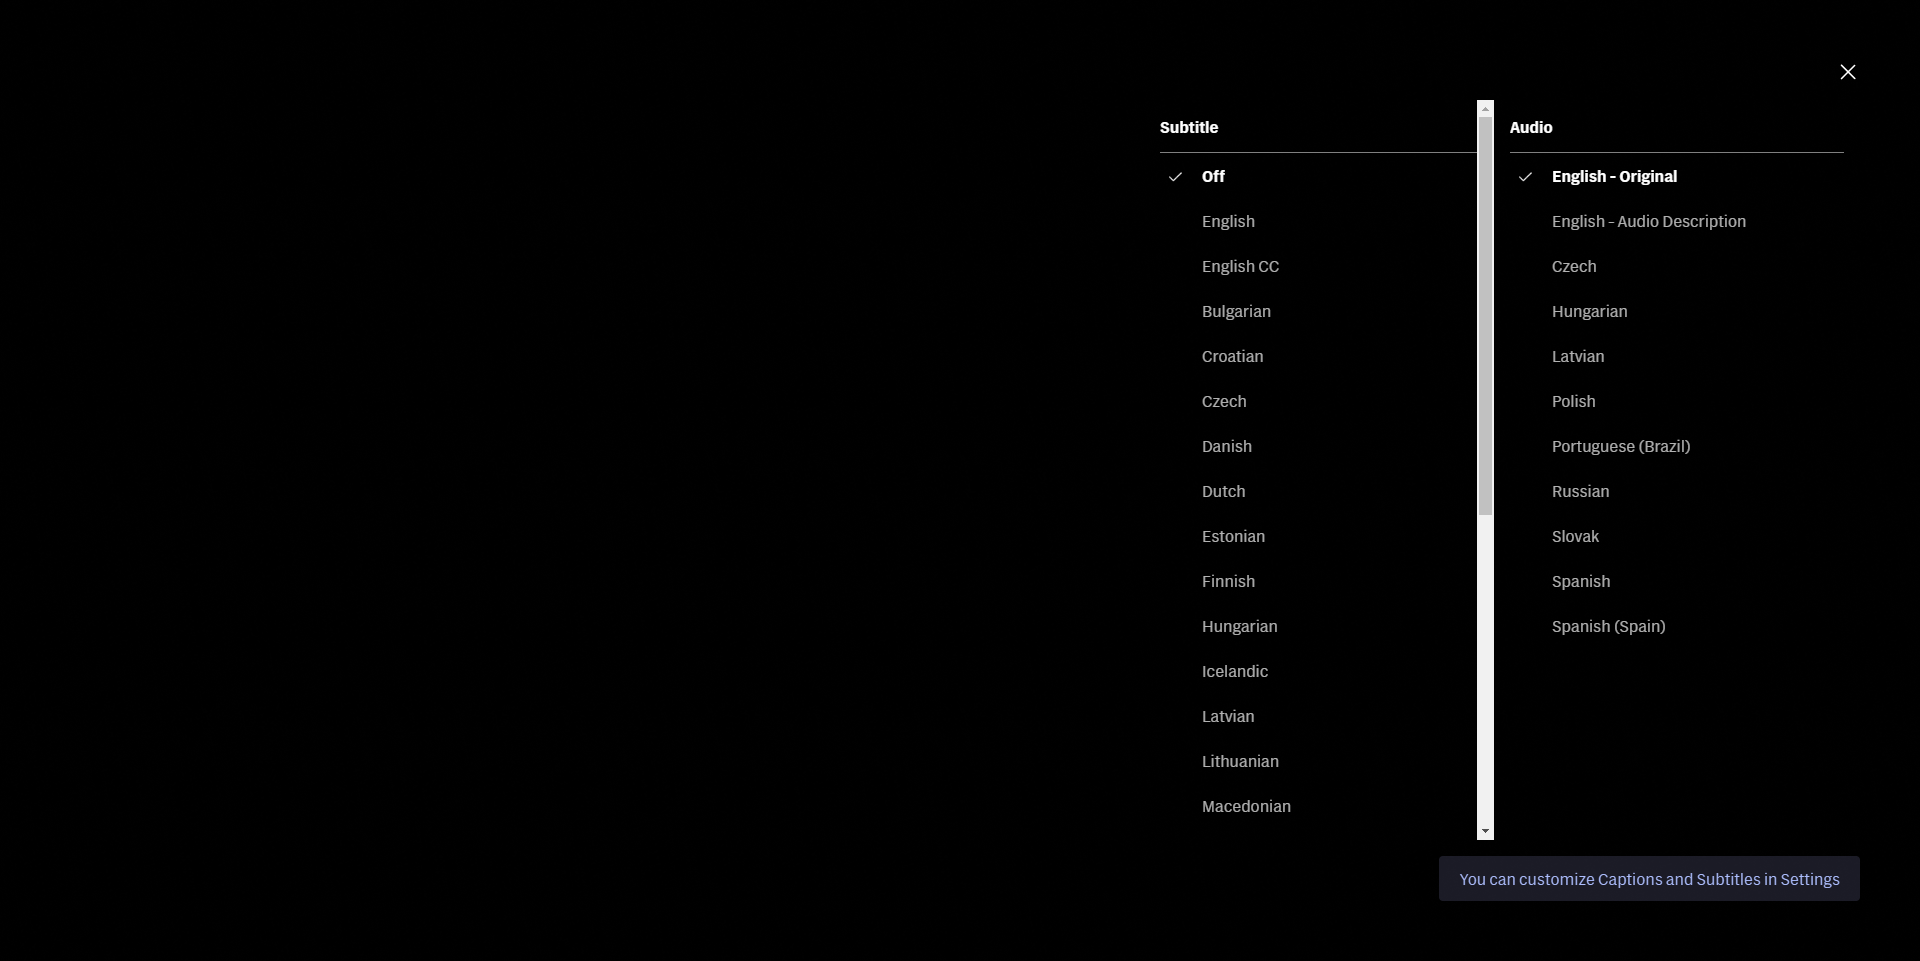 Subtitle
Off
English
English CC
Bulgarian
Croatian
Czech
Danish
Dutch
Estonian
Finnish
Hungarian
Icelandic
Latvian
Lithuanian
Macedonian
Audio
English - Original
English - Audio Description
Czech
Hungarian
Latvian
Polish
Portuguese (Brazil)
Russian
Slovak
Spanish
Spanish (Spain)
You can customize Captions and Subtitles in Settings